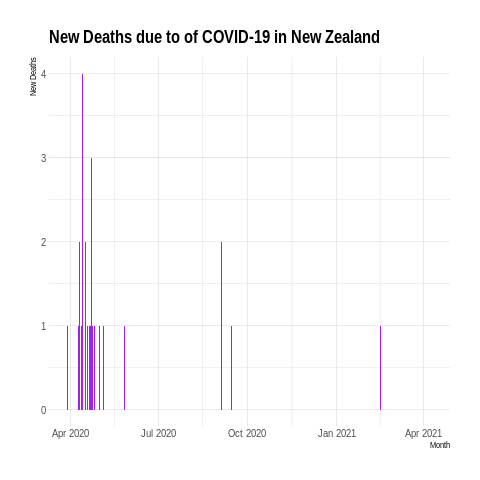 New Deaths due to of COVID-19 in New Zealand
New Deaths
4
3
2
1
0
Apr 2020 Jul 2020 Oct 2020 Jan 2021 Apr 2021
Month